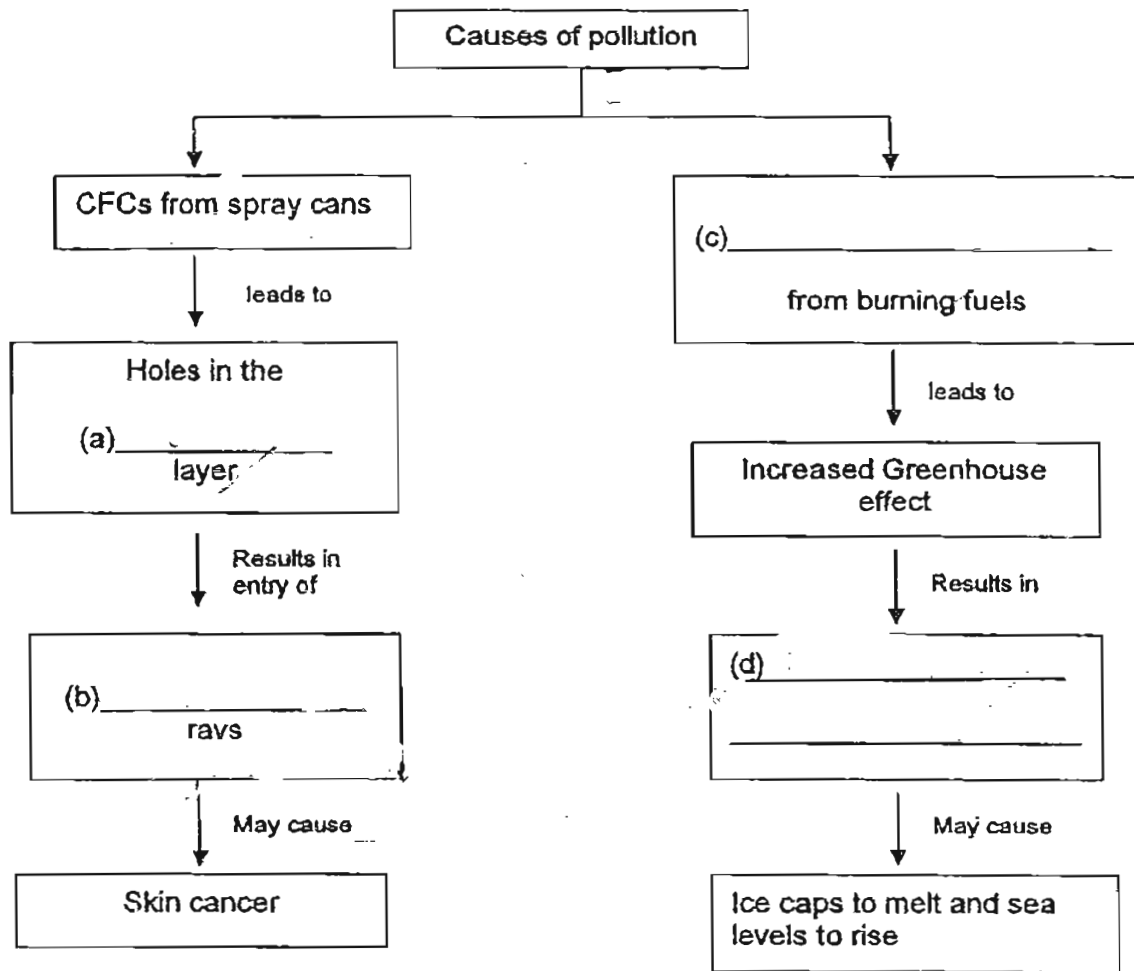 Causes of pollution
CFCs from spray cans
leads to
Holes in the
(a)
layer
Results in
entry of
(b)
ravs
May cause
Skin cancer
(c)
from burning fuels
leads to
Increased Greenhouse
effect
Results in
(d)
May cause
Ice caps to melt and sea
levels to rise